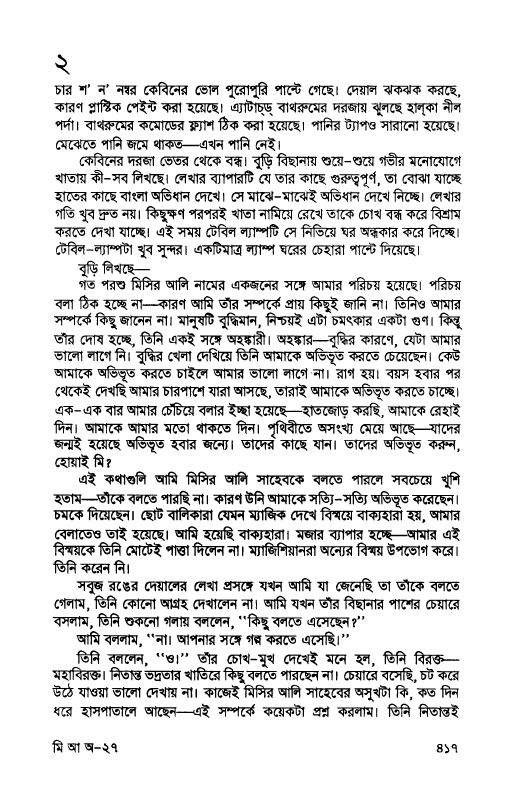 ২
চার শ' ন' নম্বর কেবিনের ভোল পুরোপুরি পাল্টে গেছে। দেয়াল ঝকঝক করছে,
কারণ প্লাস্টিক পেইন্ট করা হয়েছে। এ্যাটাচ্‌ড্ বাথরুমের দরজায় ঝুলছে হাল্‌কা নীল
পর্দা। বাথরুমের কমোডের ফ্ল্যাশ ঠিক করা হয়েছে। পানির ট্যাপও সারানো হয়েছে।
মেঝেতে পানি জমে থাকত—এখন পানি নেই।
কেবিনের দরজা ভেতর থেকে বন্ধ। বুড়ি বিছানায় শুয়ে-শুয়ে গভীর মনোযোগে
খাতায় কী-সব লিখছে। লেখার ব্যাপারটি যে তার কাছে গুরুত্বপূর্ণ, তা বোঝা যাচ্ছে
হাতের কাছে বাংলা অভিধান দেখে। সে মাঝে-মাঝেই অভিধান দেখে নিচ্ছে। লেখার
গতি খুব দ্রুত নয়। কিছুক্ষণ পরপরই খাতা নামিয়ে রেখে তাকে চোখ বন্ধ করে বিশ্রাম
করতে দেখা যাচ্ছে। এই সময় টেবিল ল্যাম্পটি সে নিভিয়ে ঘর অন্ধকার করে দিচ্ছে।
টেবিল-ল্যাম্পটা খুব সুন্দর। একটিমাত্র ল্যাম্প ঘরের চেহারা পাল্টে দিয়েছে।
বুড়ি লিখছে—
গত পরশু মিসির আলি নামের একজনের সঙ্গে আমার পরিচয় হয়েছে। পরিচয়
বলা ঠিক হচ্ছে না—কারণ আমি তাঁর সম্পর্কে প্রায় কিছুই জানি না। তিনিও আমার
সম্পর্কে কিছু জানেন না। মানুষটি বুদ্ধিমান, নিশ্চয়ই এটা চমৎকার একটা গুণ। কিন্তু
তাঁর দোষ হচ্ছে, তিনি একই সঙ্গে অহঙ্কারী। অহঙ্কার—বুদ্ধির কারণে, যেটা আমার
ভালো লাগে নি। বুদ্ধির খেলা দেখিয়ে তিনি আমাকে অভিভূত করতে চেয়েছেন। কেউ
আমাকে অভিভূত করতে চাইলে আমার ভালো লাগে না। রাগ হয়। বয়স হবার পর
থেকেই দেখছি আমার চারপাশে যারা আসছে, তারাই আমাকে অভিভূত করতে চাচ্ছে।
এক-এক বার আমার চেঁচিয়ে বলার ইচ্ছা হয়েছে—হাতজোড় করছি, আমাকে রেহাই
দিন। আমাকে আমার মতো থাকতে দিন। পৃথিবীতে অসংখ্য মেয়ে আছে—যাদের
জন্মই হয়েছে অভিভূত হবার জন্যে। তাদের কাছে যান। তাদের অভিভূত করুন,
হোয়াই মি?
এই কথাগুলি আমি মিসির আলি সাহেবকে বলতে পারলে সবচেয়ে খুশি
হতাম—তাঁকে বলতে পারছি না। কারণ উনি আমাকে সত্যি-সত্যি অভিভূত করেছেন।
চমকে দিয়েছেন। ছোট বালিকারা যেমন ম্যাজিক দেখে বিস্ময়ে বাক্যহারা হয়, আমার
বেলাতেও তাই হয়েছে। আমি হয়েছি বাক্যহারা। মজার ব্যাপার হচ্ছে—আমার এই
বিস্ময়কে তিনি মোটেই পাত্তা দিলেন না। ম্যাজিশিয়ানরা অন্যের বিস্ময় উপভোগ করে।
তিনি করেন নি।
সবুজ রঙের দেয়ালের লেখা প্রসঙ্গে যখন আমি যা জেনেছি তা তাঁকে বলতে
গেলাম, তিনি কোনো আগ্রহ দেখালেন না। আমি যখন তাঁর বিছানার পাশের চেয়ারে
বসলাম, তিনি শুকনো গলায় বললেন, “কিছু বলতে এসেছেন?”
আমি বললাম, “না। আপনার সঙ্গে গল্প করতে এসেছি।”
তিনি বললেন, “ও।” তাঁর চোখ-মুখ দেখেই মনে হল, তিনি বিরক্ত—
মহাবিরক্ত। নিতান্ত ভদ্রতার খাতিরে কিছু বলতে পারছেন না। চেয়ারে বসেছি, চট করে
উঠে যাওয়া ভালো দেখায় না। কাজেই মিসির আলি সাহেবের অসুখটা কি, কত দিন
ধরে হাসপাতালে আছেন—এই সম্পর্কে কয়েকটা প্রশ্ন করলাম। তিনি নিতান্তই
মি আ অ-২৭ ৪১৭